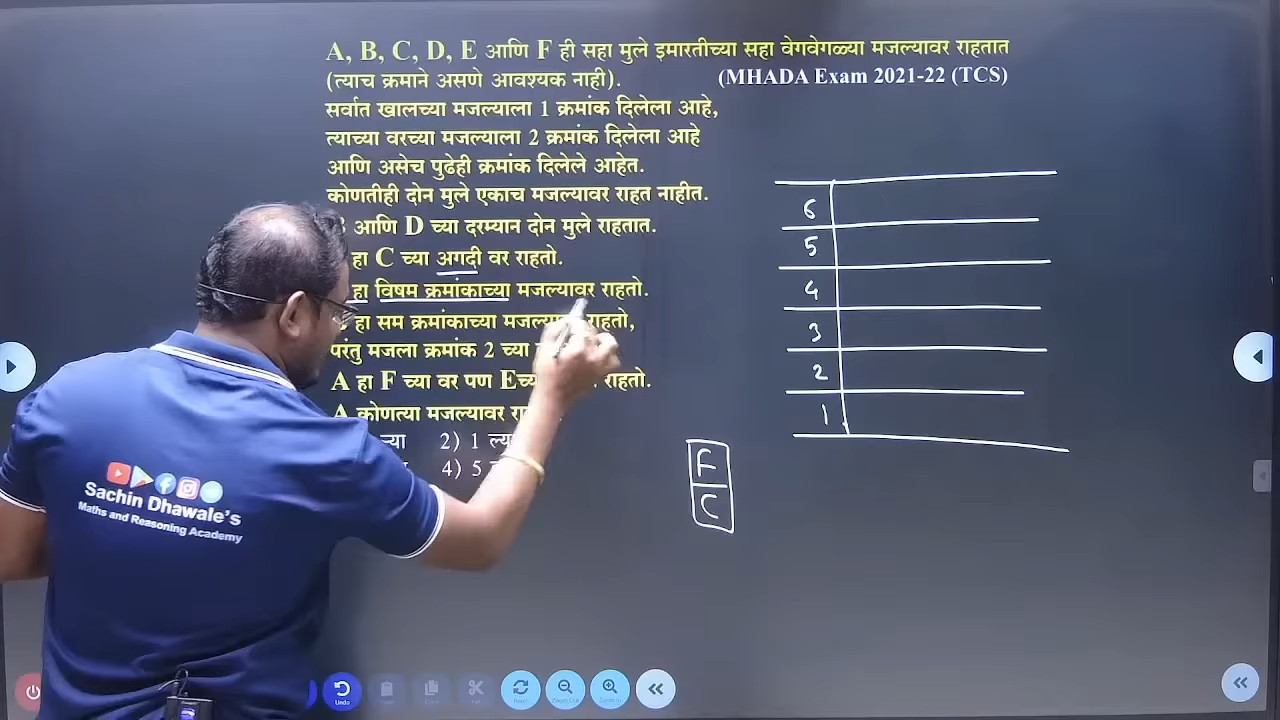 A, B, C, D, E आणि F ही सहा मुले इमारतीच्या सहा वेगवेगळ्या मजल्यावर राहतात
(त्याच क्रमाने असणे आवश्यक नाही). (MHADA Exam 2021-22 (TCS)
सर्वात खालच्या मजल्याला 1 क्रमांक दिलेला आहे,
त्याच्या वरच्या मजल्याला 2 क्रमांक दिलेला आहे
आणि असेच पुढेही क्रमांक दिलेले आहेत.
कोणतीही दोन मुले एकाच मजल्यावर राहत नाहीत.
आणि D च्या दरम्यान दोन मुले राहतात.
हा C च्या अगदी वर राहतो.
हा विषम क्रमांकाच्या मजल्यावर राहतो.
हा सम क्रमांकाच्या राहतो,
परंतु मजला क्रमांक 2 च्या
A हा F च्या वर पण E राहतो.
A कोणत्या मजल्यावर
2) 1
4) 5
6
5
4
3
2
1
F
C
Sachin Dhawale's
Maths and Reasoning Academy
Undo